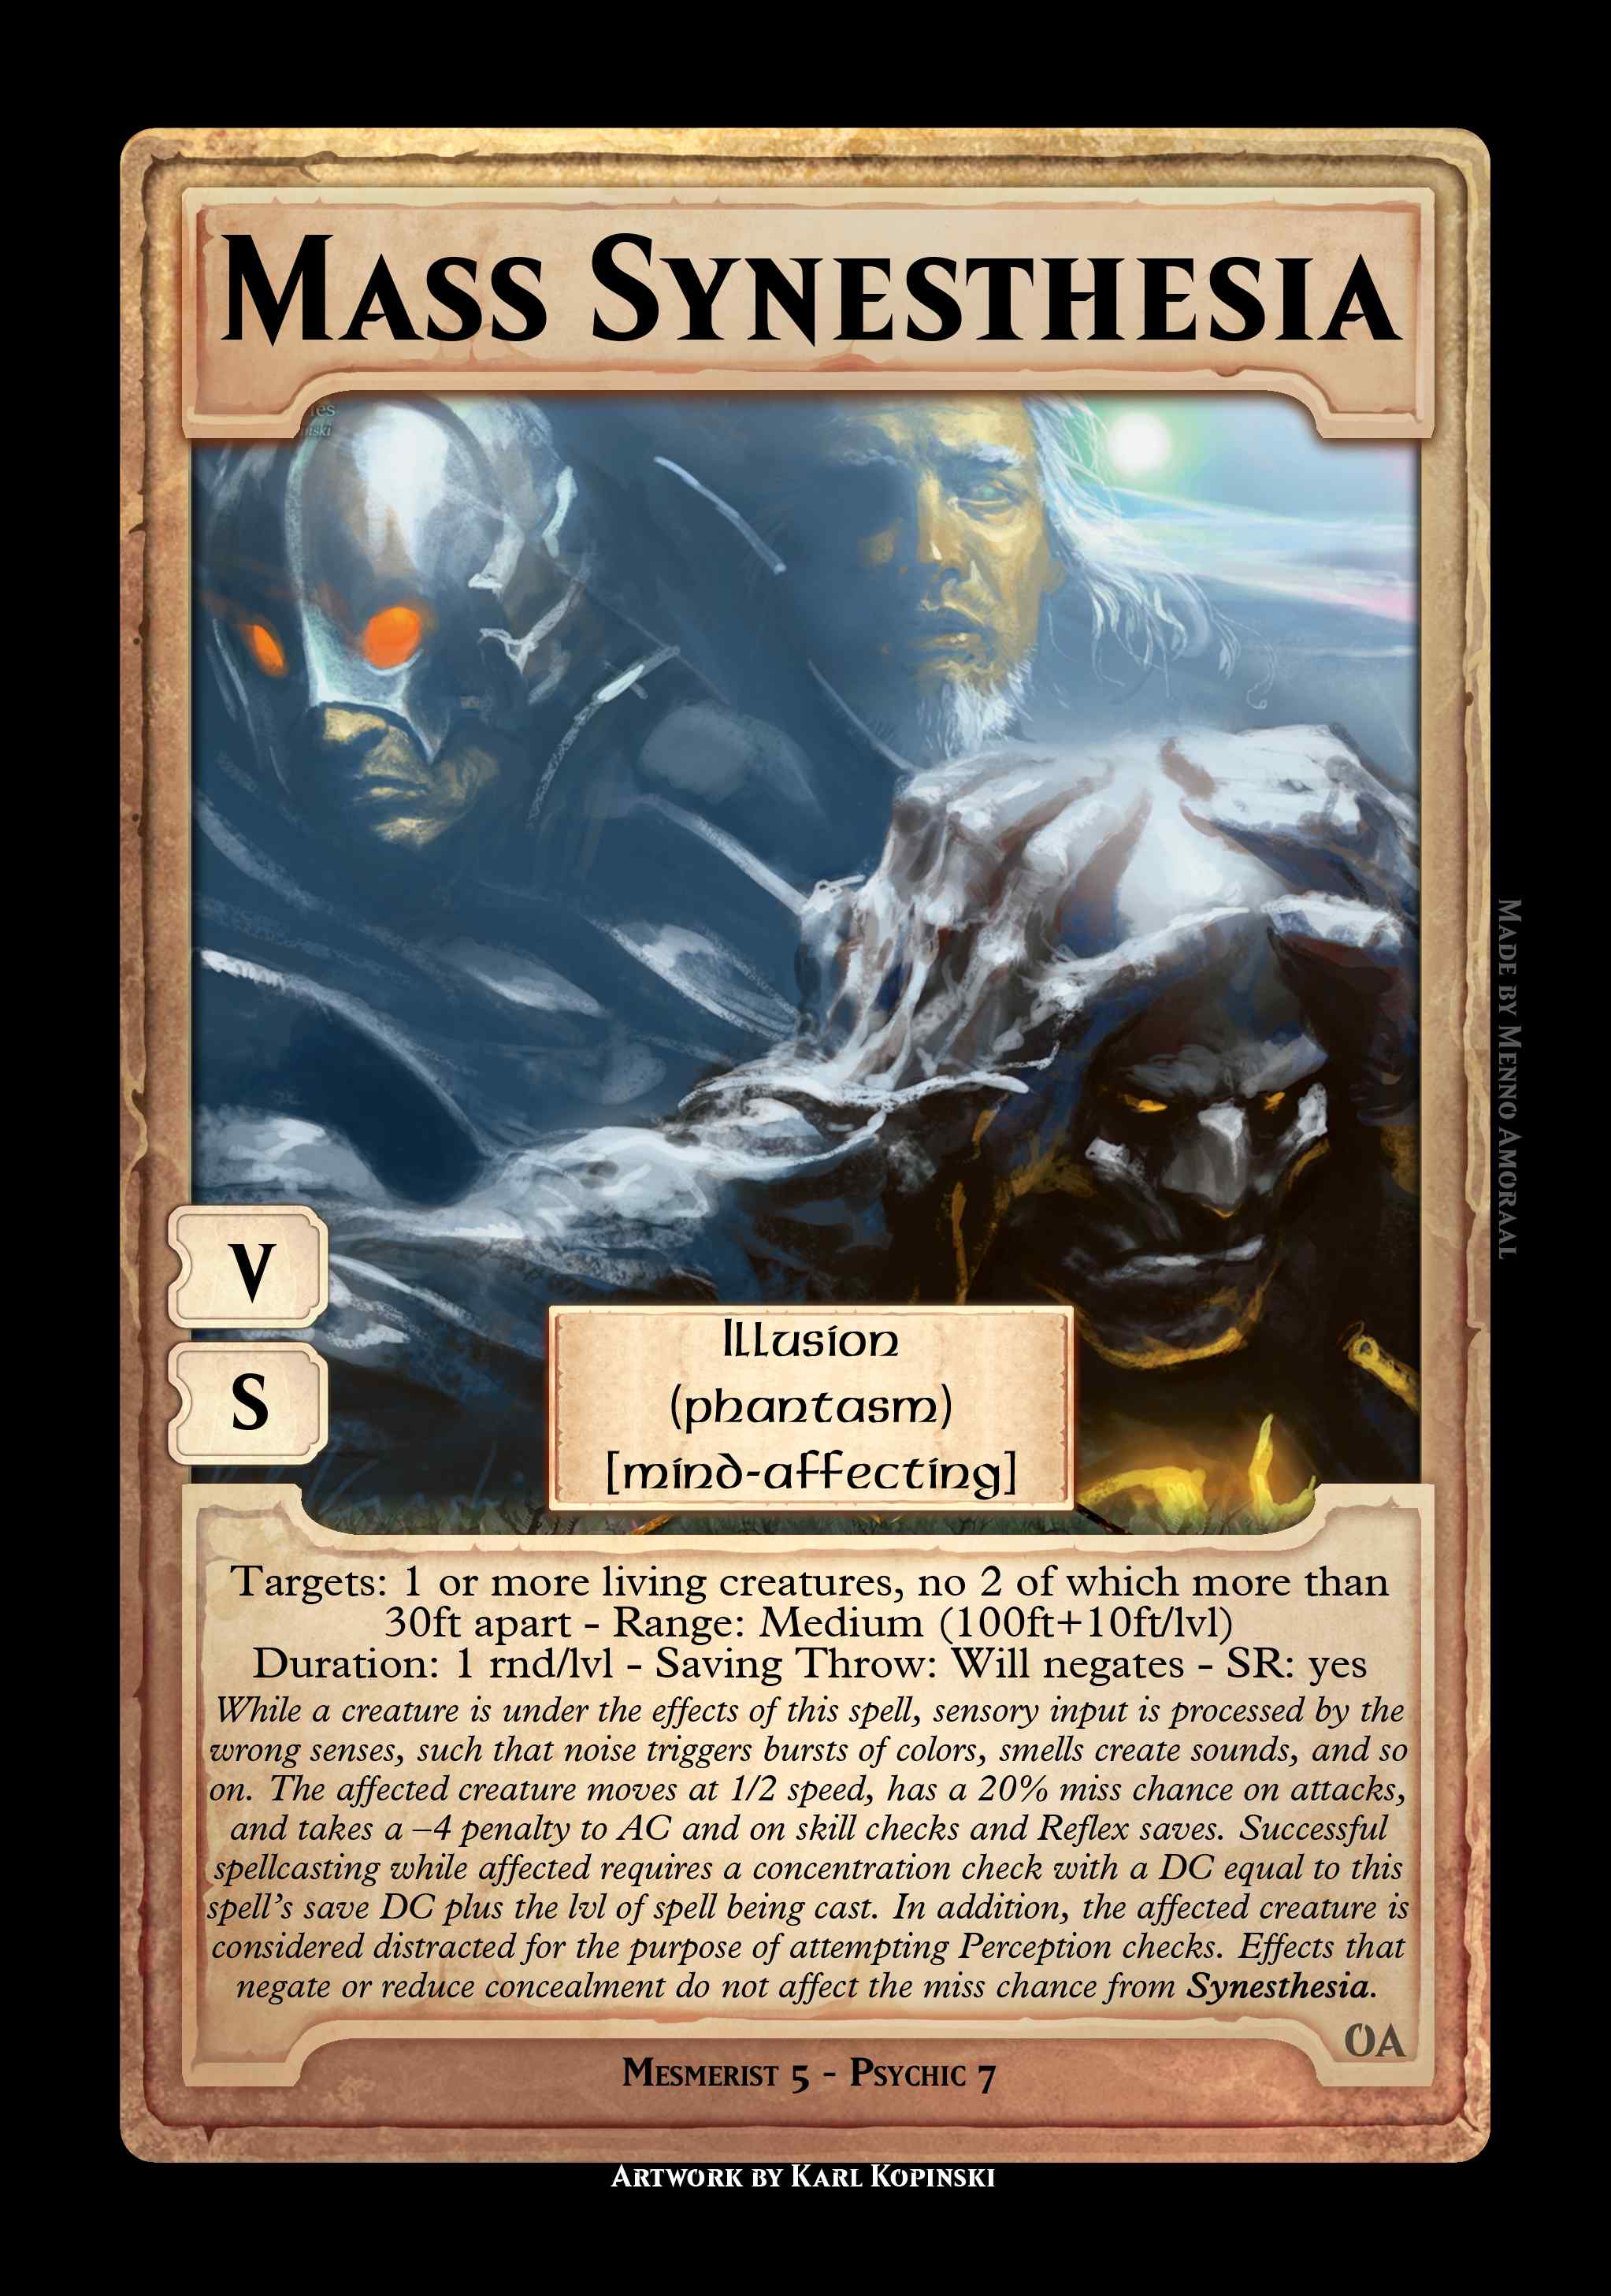 Mass Synesthesia
V
S
Illusion
(phantasm)
[mind-affecting]
Targets: 1 or more living creatures, no 2 of which more than
30ft apart - Range: Medium (100ft+10ft/lvl)
Duration: 1 rnd/lvl - Saving Throw: Will negates - SR: yes
While a creature is under the effects of this spell, sensory input is processed by the
wrong senses, such that noise triggers bursts of colors, smells create sounds, and so
on. The affected creature moves at 1/2 speed, has a 20% miss chance on attacks,
and takes a –4 penalty to AC and on skill checks and Reflex saves. Successful
spellcasting while affected requires a concentration check with a DC equal to this
spell's save DC plus the lvl of spell being cast. In addition, the affected creature is
considered distracted for the purpose of attempting Perception checks. Effects that
negate or reduce concealment do not affect the miss chance from Synesthesia.
OA
Mesmerist 5 - Psychic 7
Artwork by Karl Kopinski
Made by Menno Amoraal